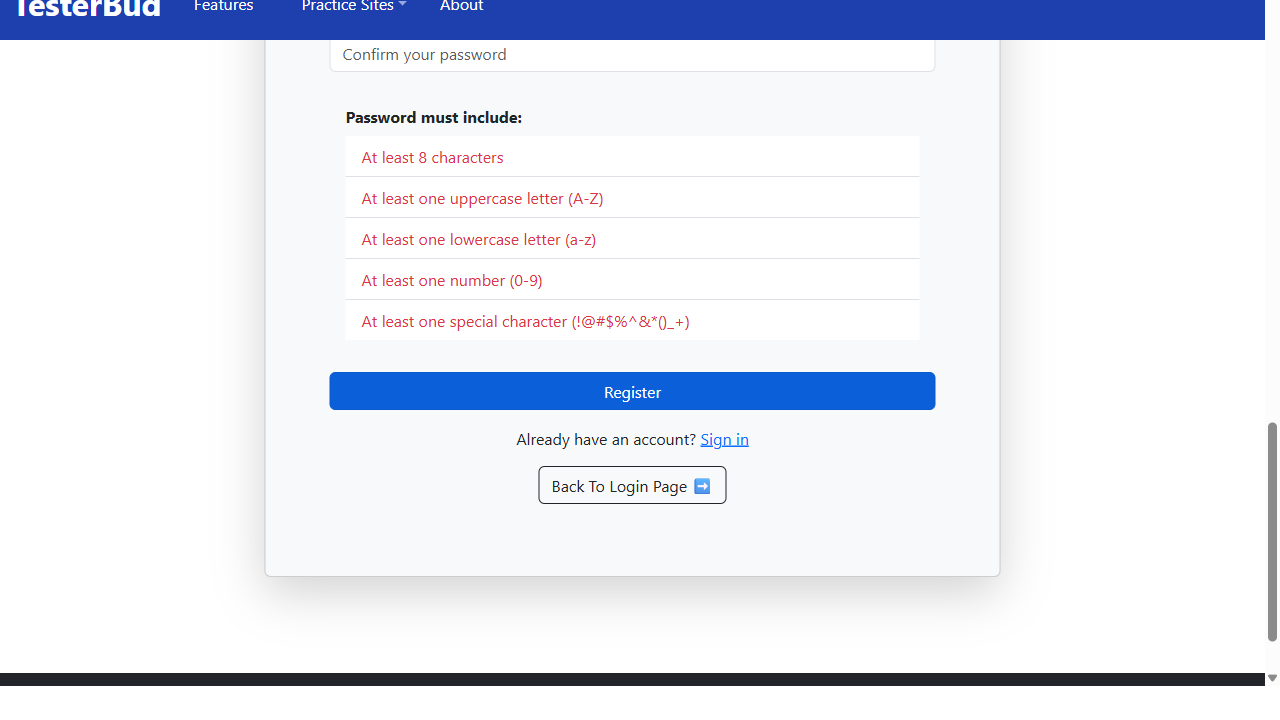 TesterBud Features Practice Sites About
Confirm your password
Password must include:
At least 8 characters
At least one uppercase letter (A-Z)
At least one lowercase letter (a-z)
At least one number (0-9)
At least one special character (!@#$%^&*()_+)
Register
Already have an account? Sign in
Back To Login Page ➡️